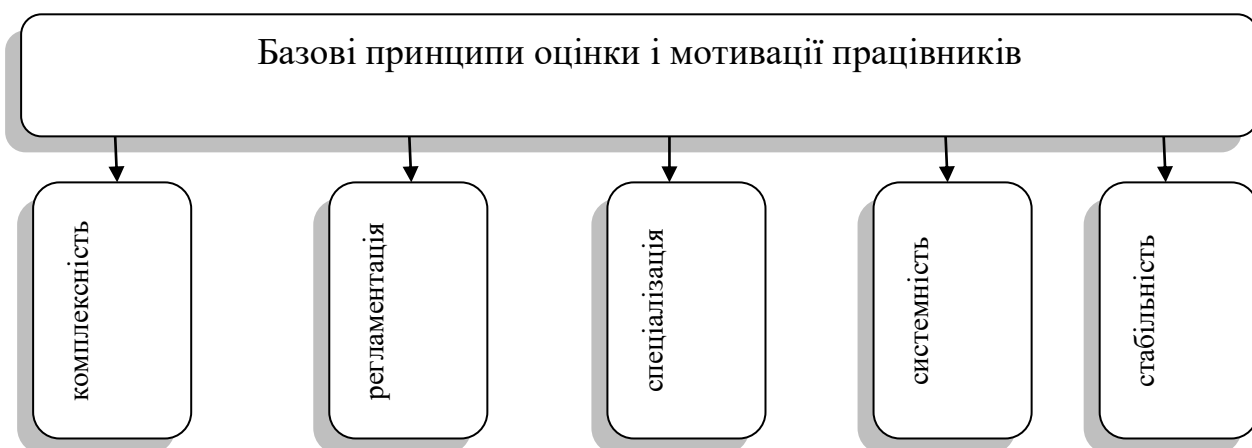 Базові принципи оцінки і мотивації працівників
комплексність
регламентація
спеціалізація
системність
стабільність